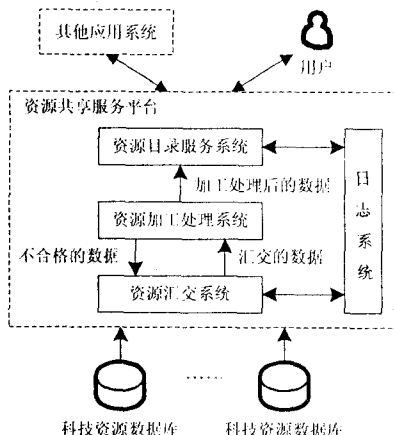 其他应用系统
用户
资源共享服务平台
资源目录服务系统
加工处理后的数据
资源加工处理系统
不合格的数据
汇交的数据
资源汇交系统
日志系统
……
科技资源数据库
科技资源数据库